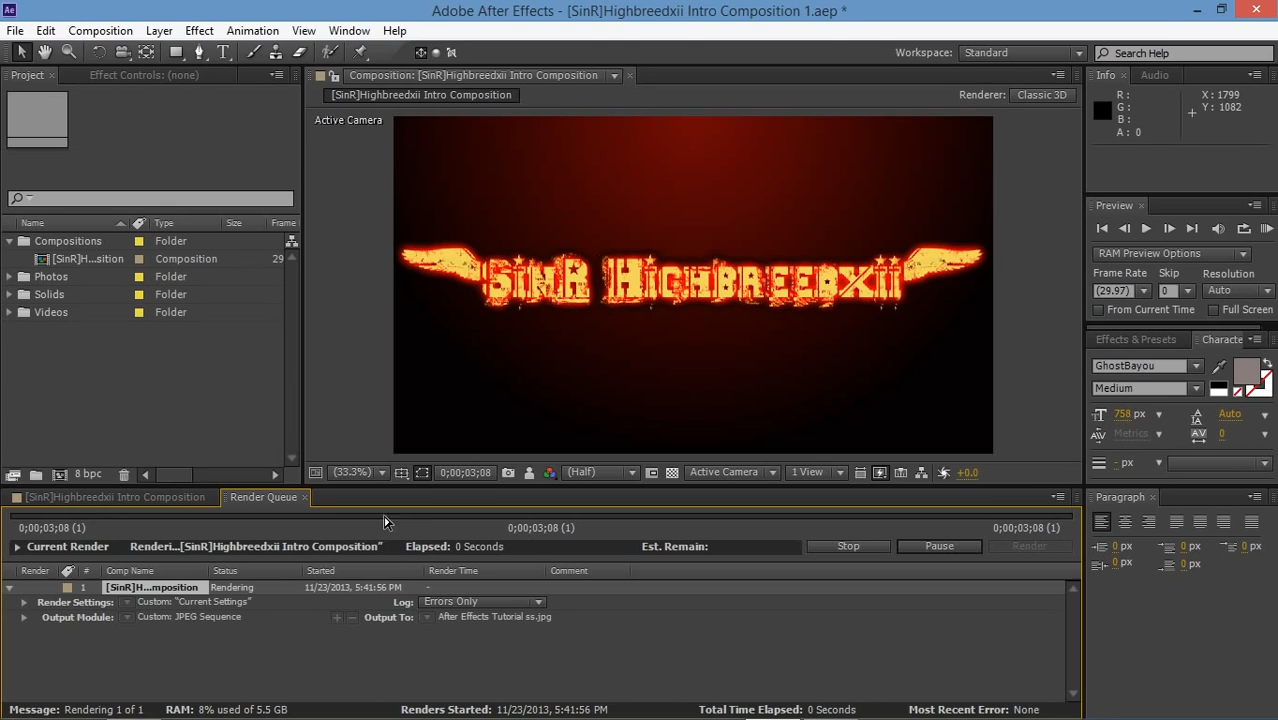 Ae Adobe After Effects - [SinR]Highbreedxii Intro Composition 1.aep *
File Edit Composition Layer Effect Animation View Window Help
Workspace: Standard Search Help
Project Effect Controls: (none)
Composition: [SinR]Highbreedxii Intro Composition
Info Audio
[SinR]Highbreedxii Intro Composition Renderer: Classic 3D
R : X : 1799
G : Y : 1082
B :
A : 0
Active Camera
SinR Highbreedxii
Name Type Size Frame
Compositions Folder
[SinR]H...sition Composition 29
Photos Folder
Solids Folder
Videos Folder
8 bpc
Preview
RAM Preview Options
Frame Rate Skip Resolution
(29.97) 0 Auto
From Current Time Full Screen
Effects & Presets Characte
GhostBayou
Medium
758 px Auto
Metrics 0
- px
(33.3%) 0;00;03;08 (Half) Active Camera 1 View +0.0
[SinR]Highbreedxii Intro Composition Render Queue
0;00;03;08 (1) 0;00;03;08 (1) 0;00;03;08 (1)
Current Render Renderi...[SinR]Highbreedxii Intro Composition" Elapsed: 0 Seconds Est. Remain: Stop Pause Render
Render # Comp Name Status Started Render Time Comment
1 [SinR]H...mposition Rendering 11/23/2013, 5:41:56 PM -
Render Settings: Custom: "Current Settings" Log: Errors Only
Output Module: Custom: JPEG Sequence + − Output To: After Effects Tutorial ss.jpg
Paragraph
0 px 0 px 0 px
0 px 0 px
Message: Rendering 1 of 1 RAM: 8% used of 5.5 GB Renders Started: 11/23/2013, 5:41:56 PM Total Time Elapsed: 0 Seconds Most Recent Error: None